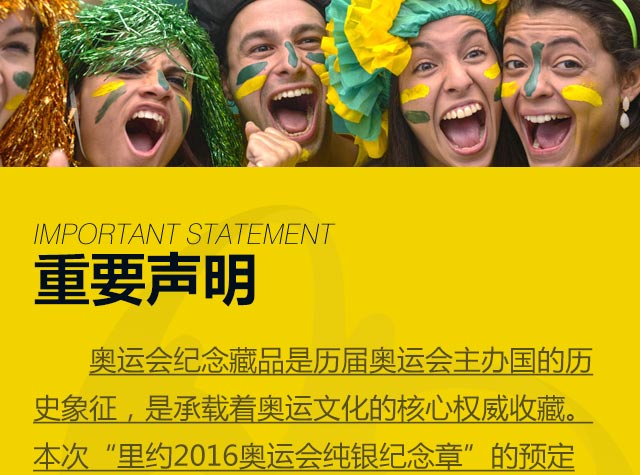 IMPORTANT STATEMENT
重要声明
奥运会纪念藏品是历届奥运会主办国的历
史象征，是承载着奥运文化的核心权威收藏。
本次“里约2016奥运会纯银纪念章”的预定